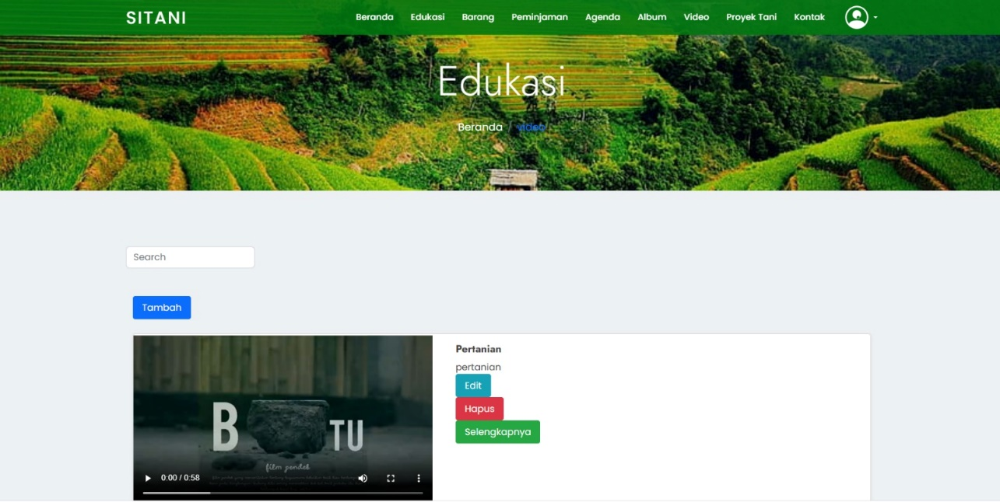 SITANI
Beranda Edukasi Barang Peminjaman Agenda Album Video Proyek Tani Kontak
Edukasi
Beranda / video
Search
Tambah
Pertanian
pertanian
Edit
Hapus
Selengkapnya
B TU
film pendek
0:00 / 0:58